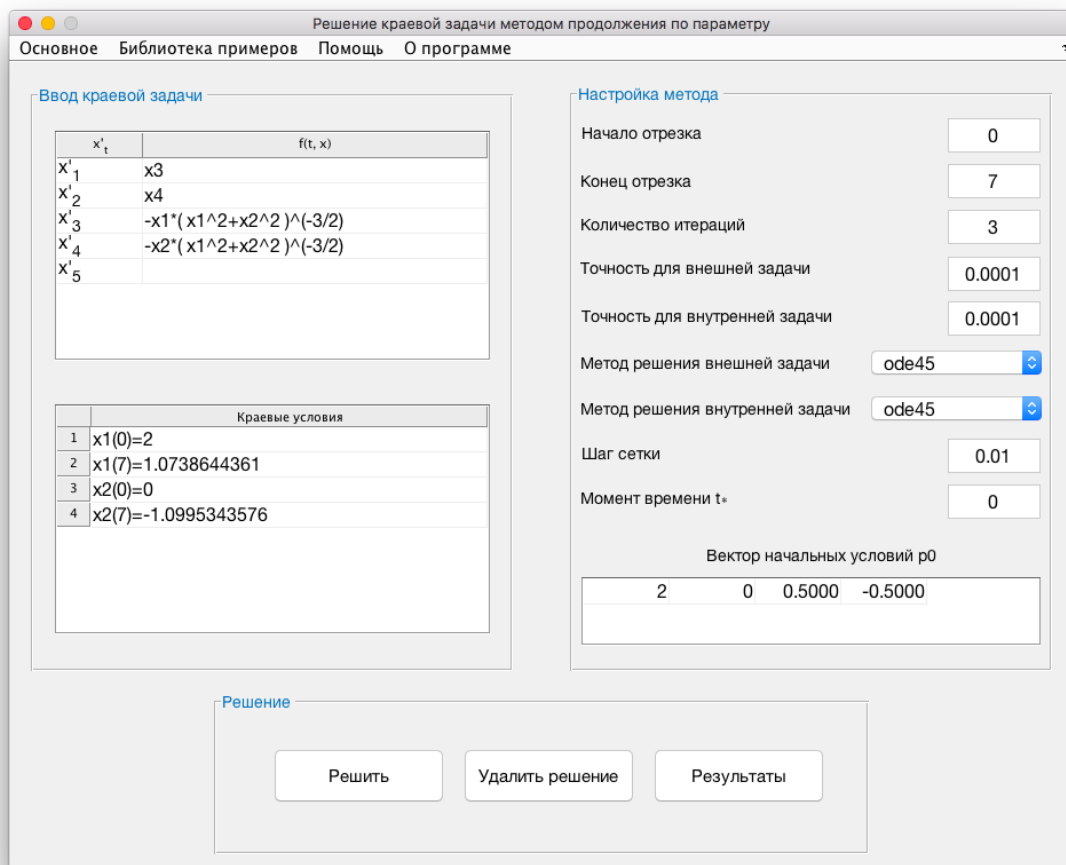 Решение краевой задачи методом продолжения по параметру
Основное Библиотека примеров Помощь О программе
Ввод краевой задачи
x't f(t, x)
x'1 x3
x'2 x4
x'3 -x1*( x1^2+x2^2 )^(-3/2)
x'4 -x2*( x1^2+x2^2 )^(-3/2)
x'5
Краевые условия
1 x1(0)=2
2 x1(7)=1.0738644361
3 x2(0)=0
4 x2(7)=-1.0995343576
Настройка метода
Начало отрезка 0
Конец отрезка 7
Количество итераций 3
Точность для внешней задачи 0.0001
Точность для внутренней задачи 0.0001
Метод решения внешней задачи ode45
Метод решения внутренней задачи ode45
Шаг сетки 0.01
Момент времени t* 0
Вектор начальных условий p0
2 0 0.5000 -0.5000
Решение
Решить Удалить решение Результаты